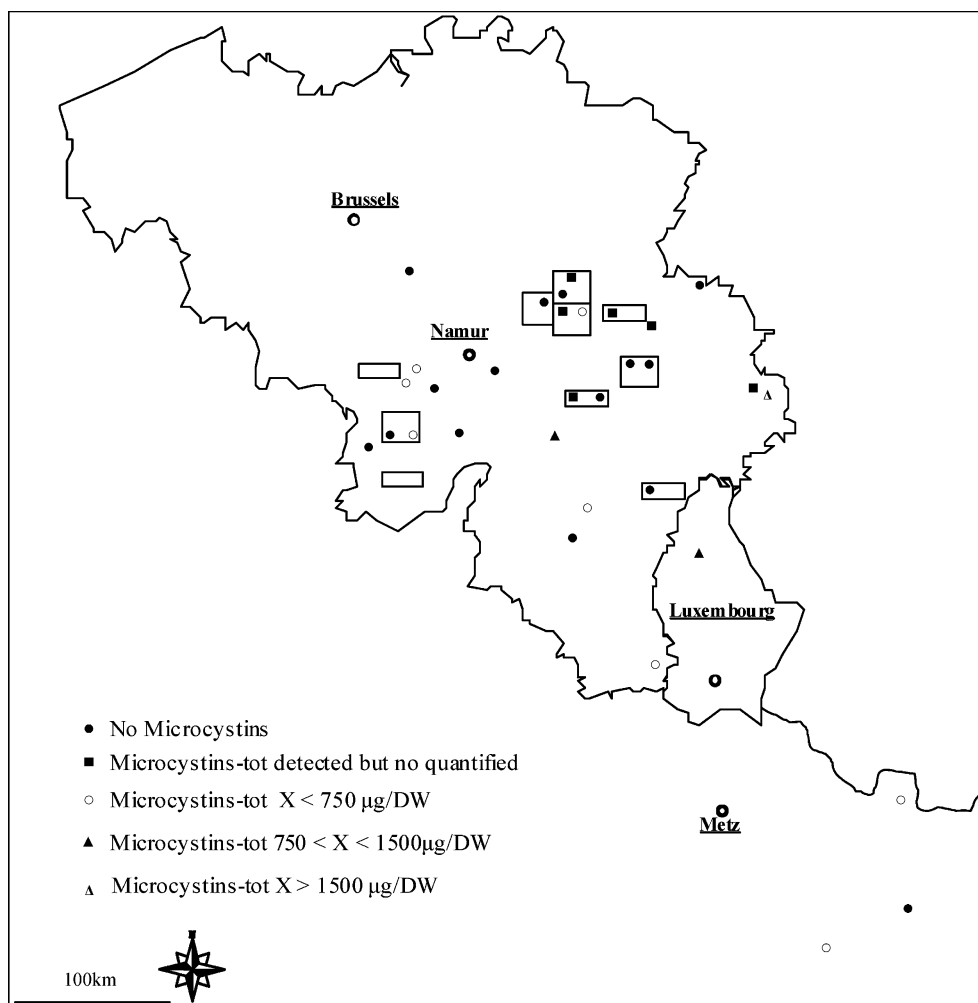 Brussels
Namur
Luxembourg
Metz
No Microcystins
Microcystins-tot detected but no quantified
Microcystins-tot X < 750 µg/DW
Microcystins-tot 750 < X < 1500µg/DW
Microcystins-tot X > 1500 µg/DW
100km